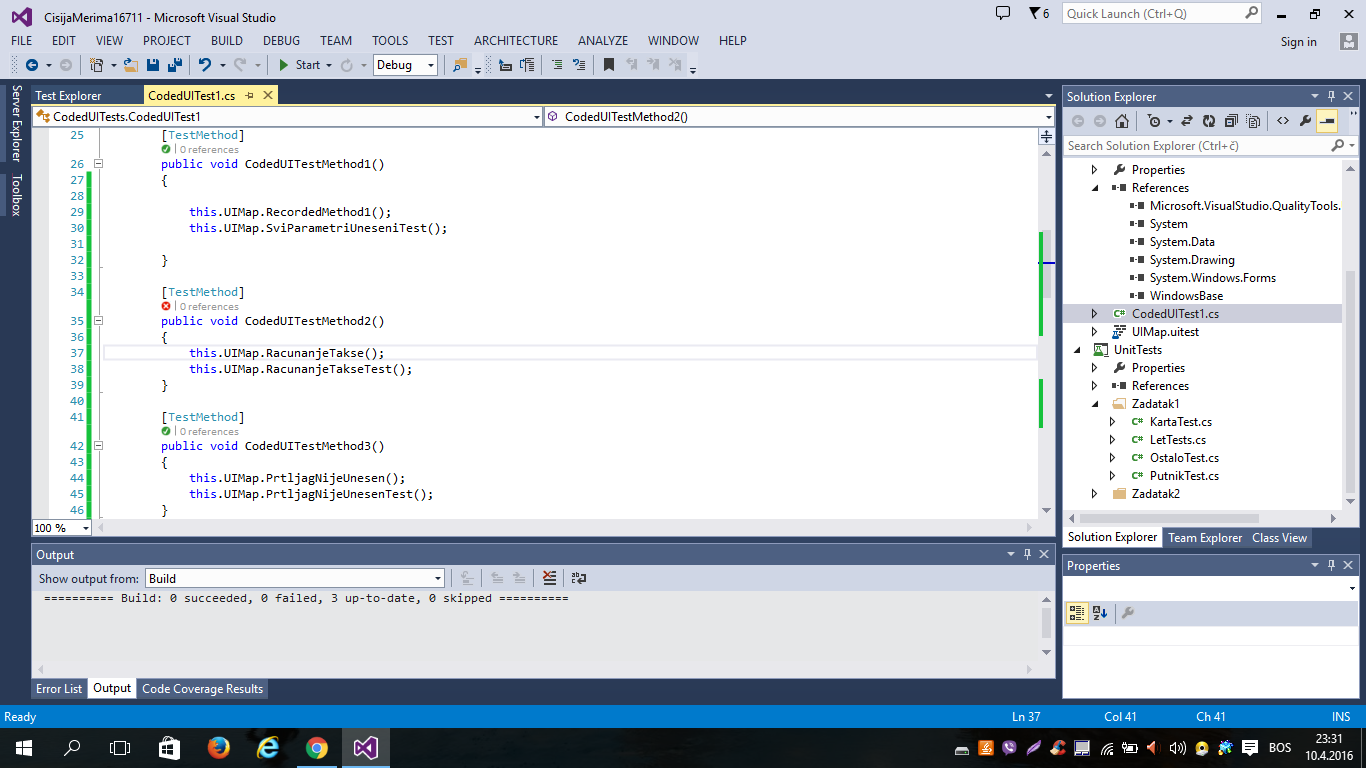 CisijaMerima16711 - Microsoft Visual Studio
6
Quick Launch (Ctrl+Q)
FILE EDIT VIEW PROJECT BUILD DEBUG TEAM TOOLS TEST ARCHITECTURE ANALYZE WINDOW HELP
Sign in
Start
Debug
Server Explorer
Toolbox
Test Explorer
CodedUITest1.cs
CodedUITests.CodedUITest1
CodedUITestMethod2()
25 [TestMethod]
0 references
26 public void CodedUITestMethod1()
27 {
28
29 this.UIMap.RecordedMethod1();
30 this.UIMap.SviParametriUneseniTest();
31
32 }
33
34 [TestMethod]
0 references
35 public void CodedUITestMethod2()
36 {
37 this.UIMap.RacunanjeTakse();
38 this.UIMap.RacunanjeTakseTest();
39 }
40
41 [TestMethod]
0 references
42 public void CodedUITestMethod3()
43 {
44 this.UIMap.PrtljagNijeUnesen();
45 this.UIMap.PrtljagNijeUnesenTest();
46 }
100 %
Output
Show output from: Build
========== Build: 0 succeeded, 0 failed, 3 up-to-date, 0 skipped ==========
Error List
Output
Code Coverage Results
Solution Explorer
Search Solution Explorer (Ctrl+č)
Properties
References
Microsoft.VisualStudio.QualityTools.
System
System.Data
System.Drawing
System.Windows.Forms
WindowsBase
C# CodedUITest1.cs
UIMap.uitest
UnitTests
Properties
References
Zadatak1
C# KartaTest.cs
C# LetTests.cs
C# OstaloTest.cs
C# PutnikTest.cs
Zadatak2
Solution Explorer
Team Explorer
Class View
Properties
Ready
Ln 37
Col 41
Ch 41
INS
BOS
23:31
10.4.2016